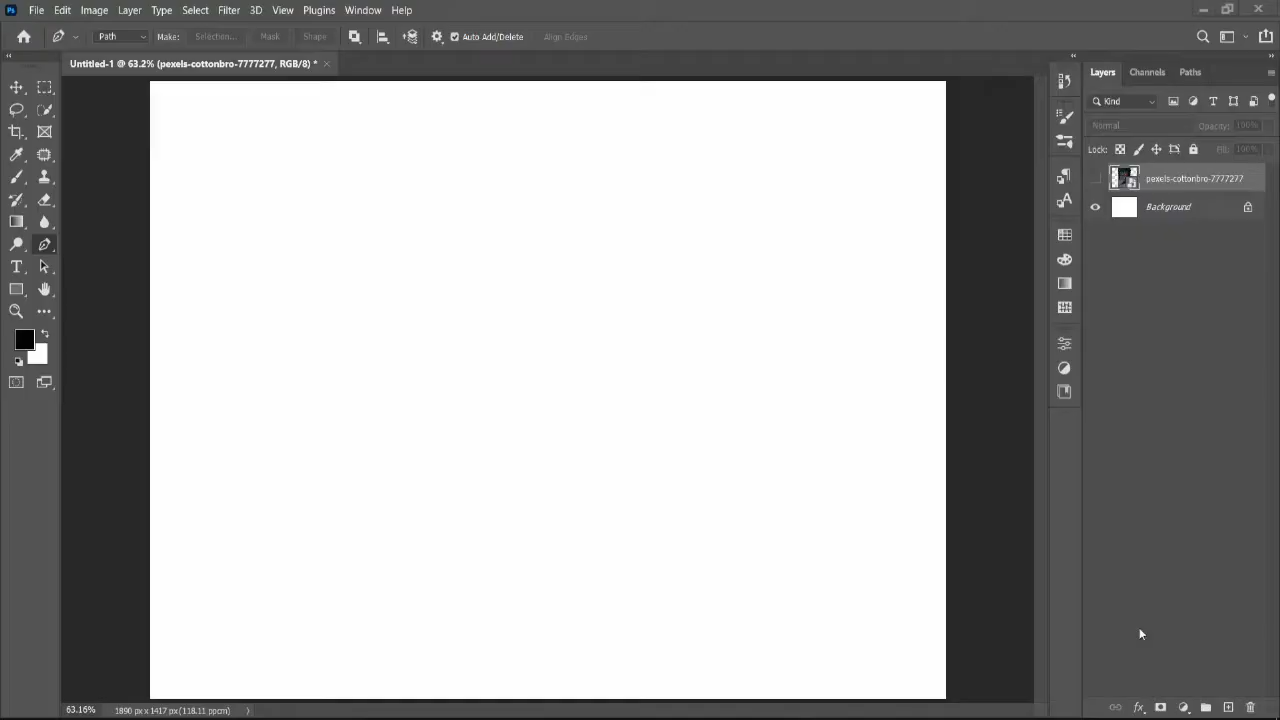 Ps File Edit Image Layer Type Select Filter 3D View Plugins Window Help
Path Make: Selection... Mask Shape Auto Add/Delete Align Edges
Untitled-1 @ 63.2% (pexels-cottonbro-7777277, RGB/8) * ×
Layers Channels Paths
Kind
Normal Opacity: 100%
Lock: Fill: 100%
pexels-cottonbro-7777277
Background
63.16% 1890 px x 1417 px (118.11 ppcm)